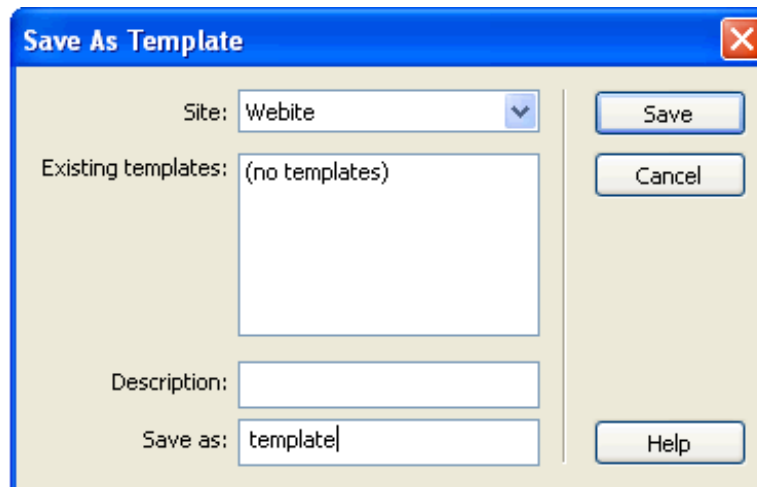 Save As Template
Site: Webite Save
Existing templates: (no templates) Cancel
Description:
Save as: template Help